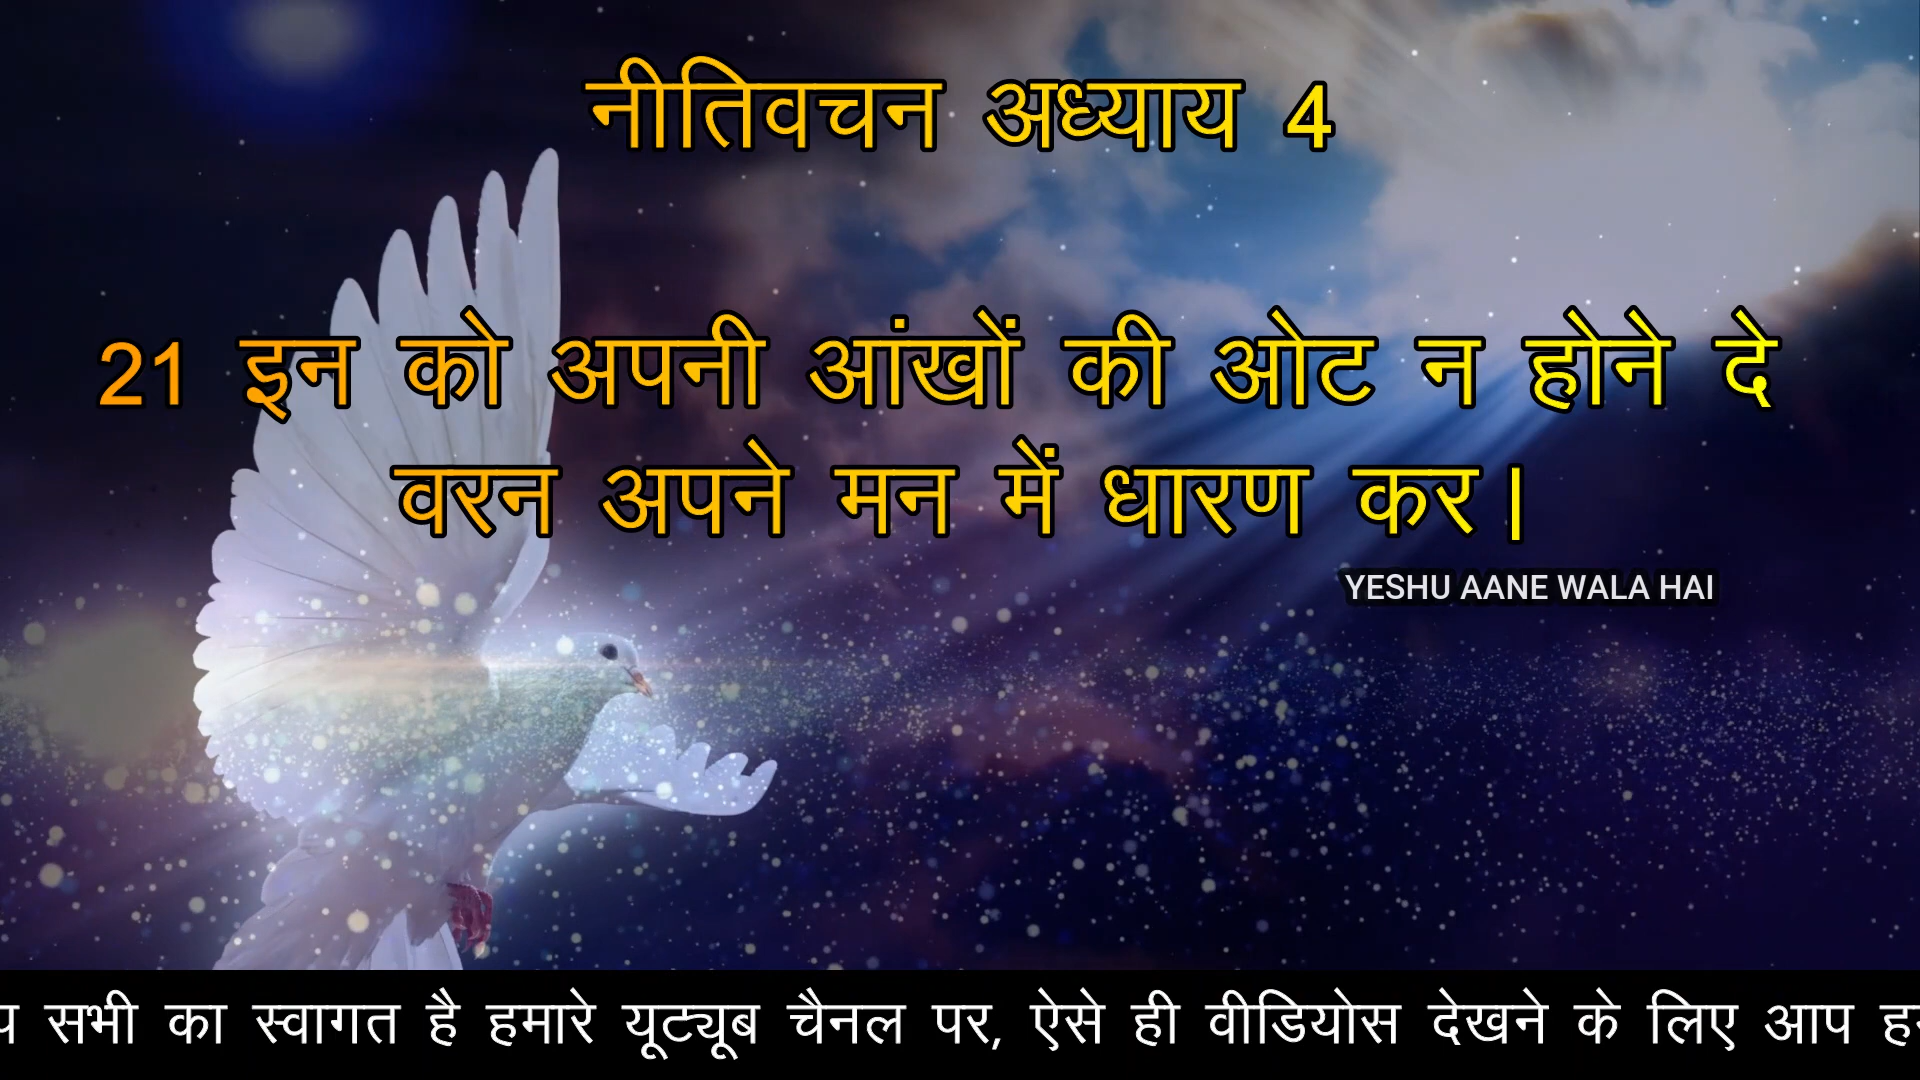 नीतिवचन अध्याय 4
21 इन को अपनी आंखों की ओट न होने दे
वरन अपने मन में धारण कर।
YESHU AANE WALA HAI
सभी का स्वागत है हमारे यूट्यूब चैनल पर, ऐसे ही वीडियोस देखने के लिए आप